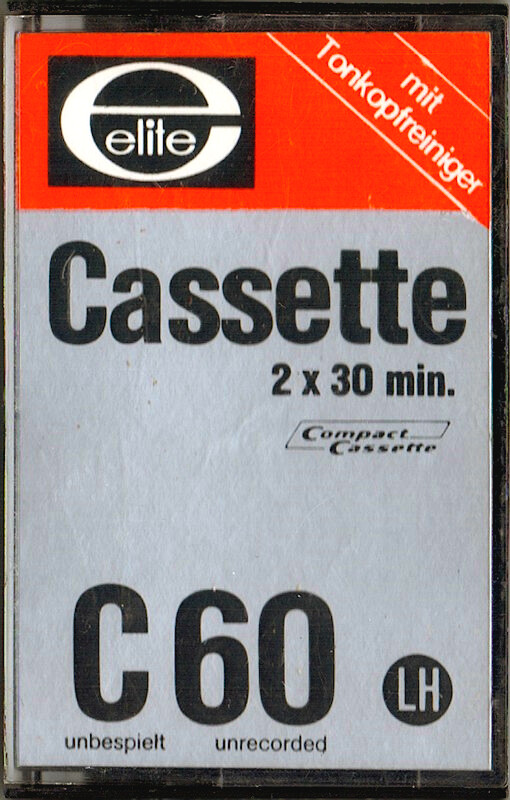 elite
mit
Tonkopfreiniger
Cassette
2 x 30 min.
Compact
Cassette
C 60
LH
unbespielt unrecorded